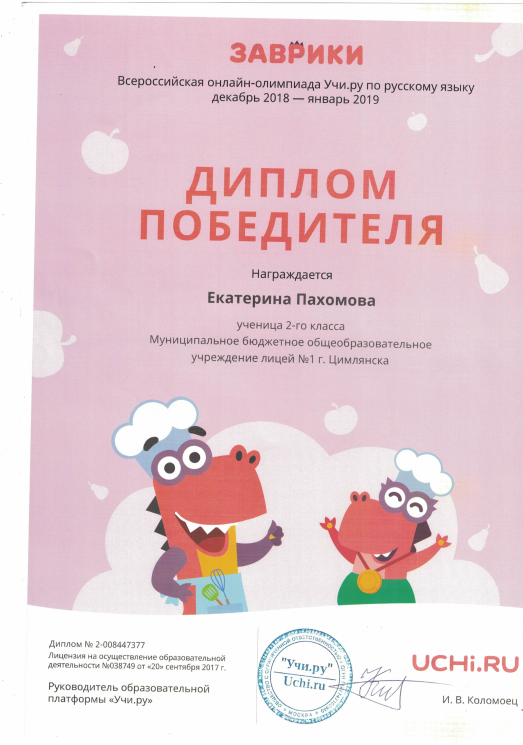 ЗАВРИКИ
Всероссийская онлайн-олимпиада Учи.ру по русскому языку
декабрь 2018 — январь 2019
ДИПЛОМ
ПОБЕДИТЕЛЯ
Награждается
Екатерина Пахомова
ученица 2-го класса
Муниципальное бюджетное общеобразовательное
учреждение лицей №1 г. Цимлянска
Диплом № 2-008447377
Лицензия на осуществление образовательной
деятельности №038749 от «20» сентября 2017 г.
Руководитель образовательной
платформы «Учи.ру»
"Учи.ру"
Uchi.ru
МОСКВА
UCHi.RU
И. В. Коломоец